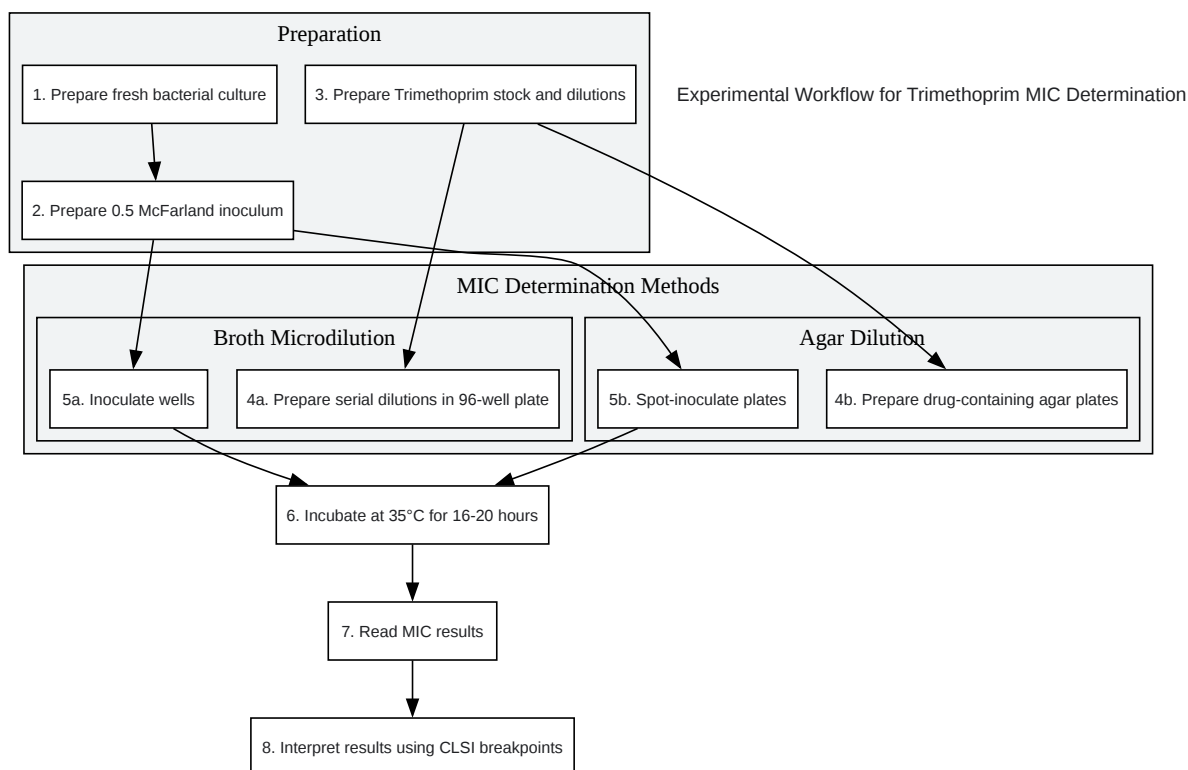 Preparation
1. Prepare fresh bacterial culture
3. Prepare Trimethoprim stock and dilutions
Experimental Workflow for Trimethoprim MIC Determination
2. Prepare 0.5 McFarland inoculum
MIC Determination Methods
Broth Microdilution
Agar Dilution
5a. Inoculate wells
4a. Prepare serial dilutions in 96-well plate
5b. Spot-inoculate plates
4b. Prepare drug-containing agar plates
6. Incubate at 35°C for 16-20 hours
7. Read MIC results
8. Interpret results using CLSI breakpoints